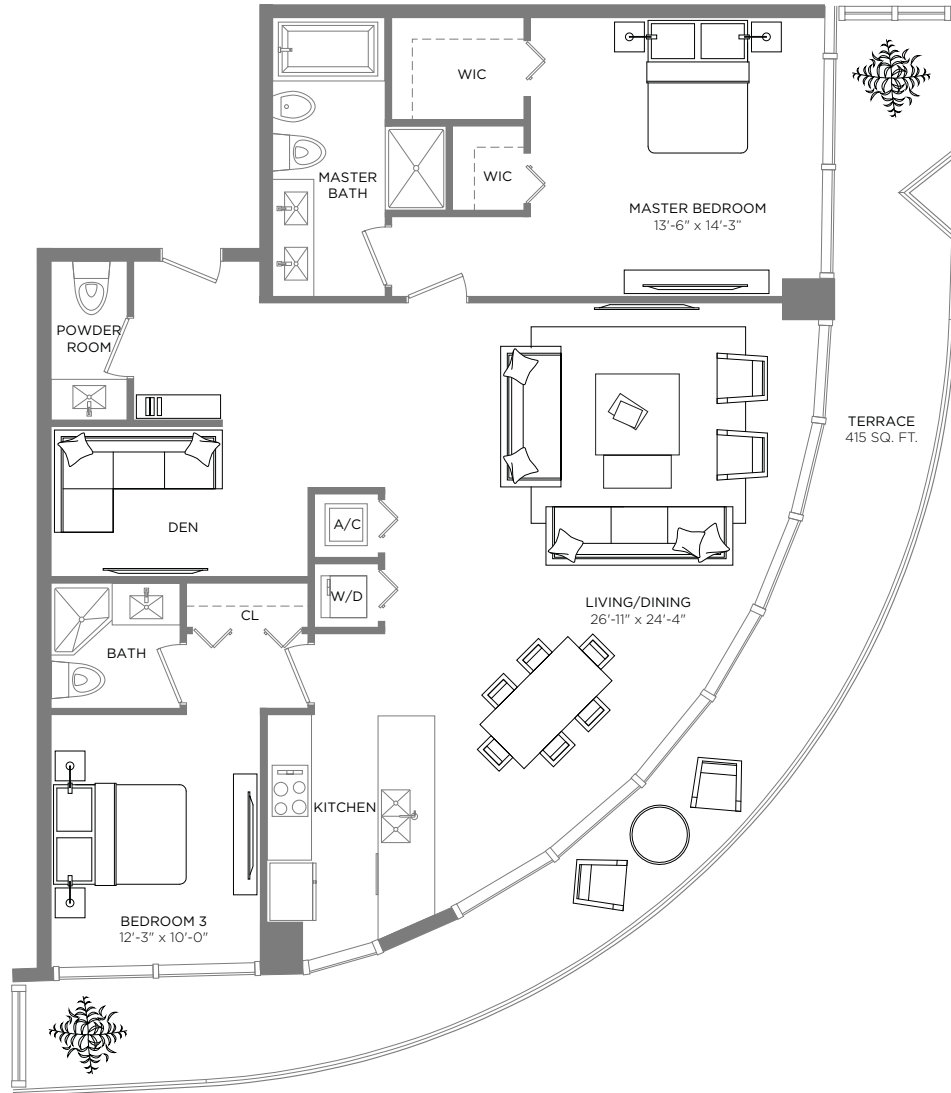 WIC
WIC
MASTER
BATH
MASTER BEDROOM
13'-6" x 14'-3"
POWDER
ROOM
TERRACE
415 SQ. FT.
DEN
A/C
W/D
LIVING/DINING
26'-11" x 24'-4"
CL
BATH
KITCHEN
BEDROOM 3
12'-3" x 10'-0"